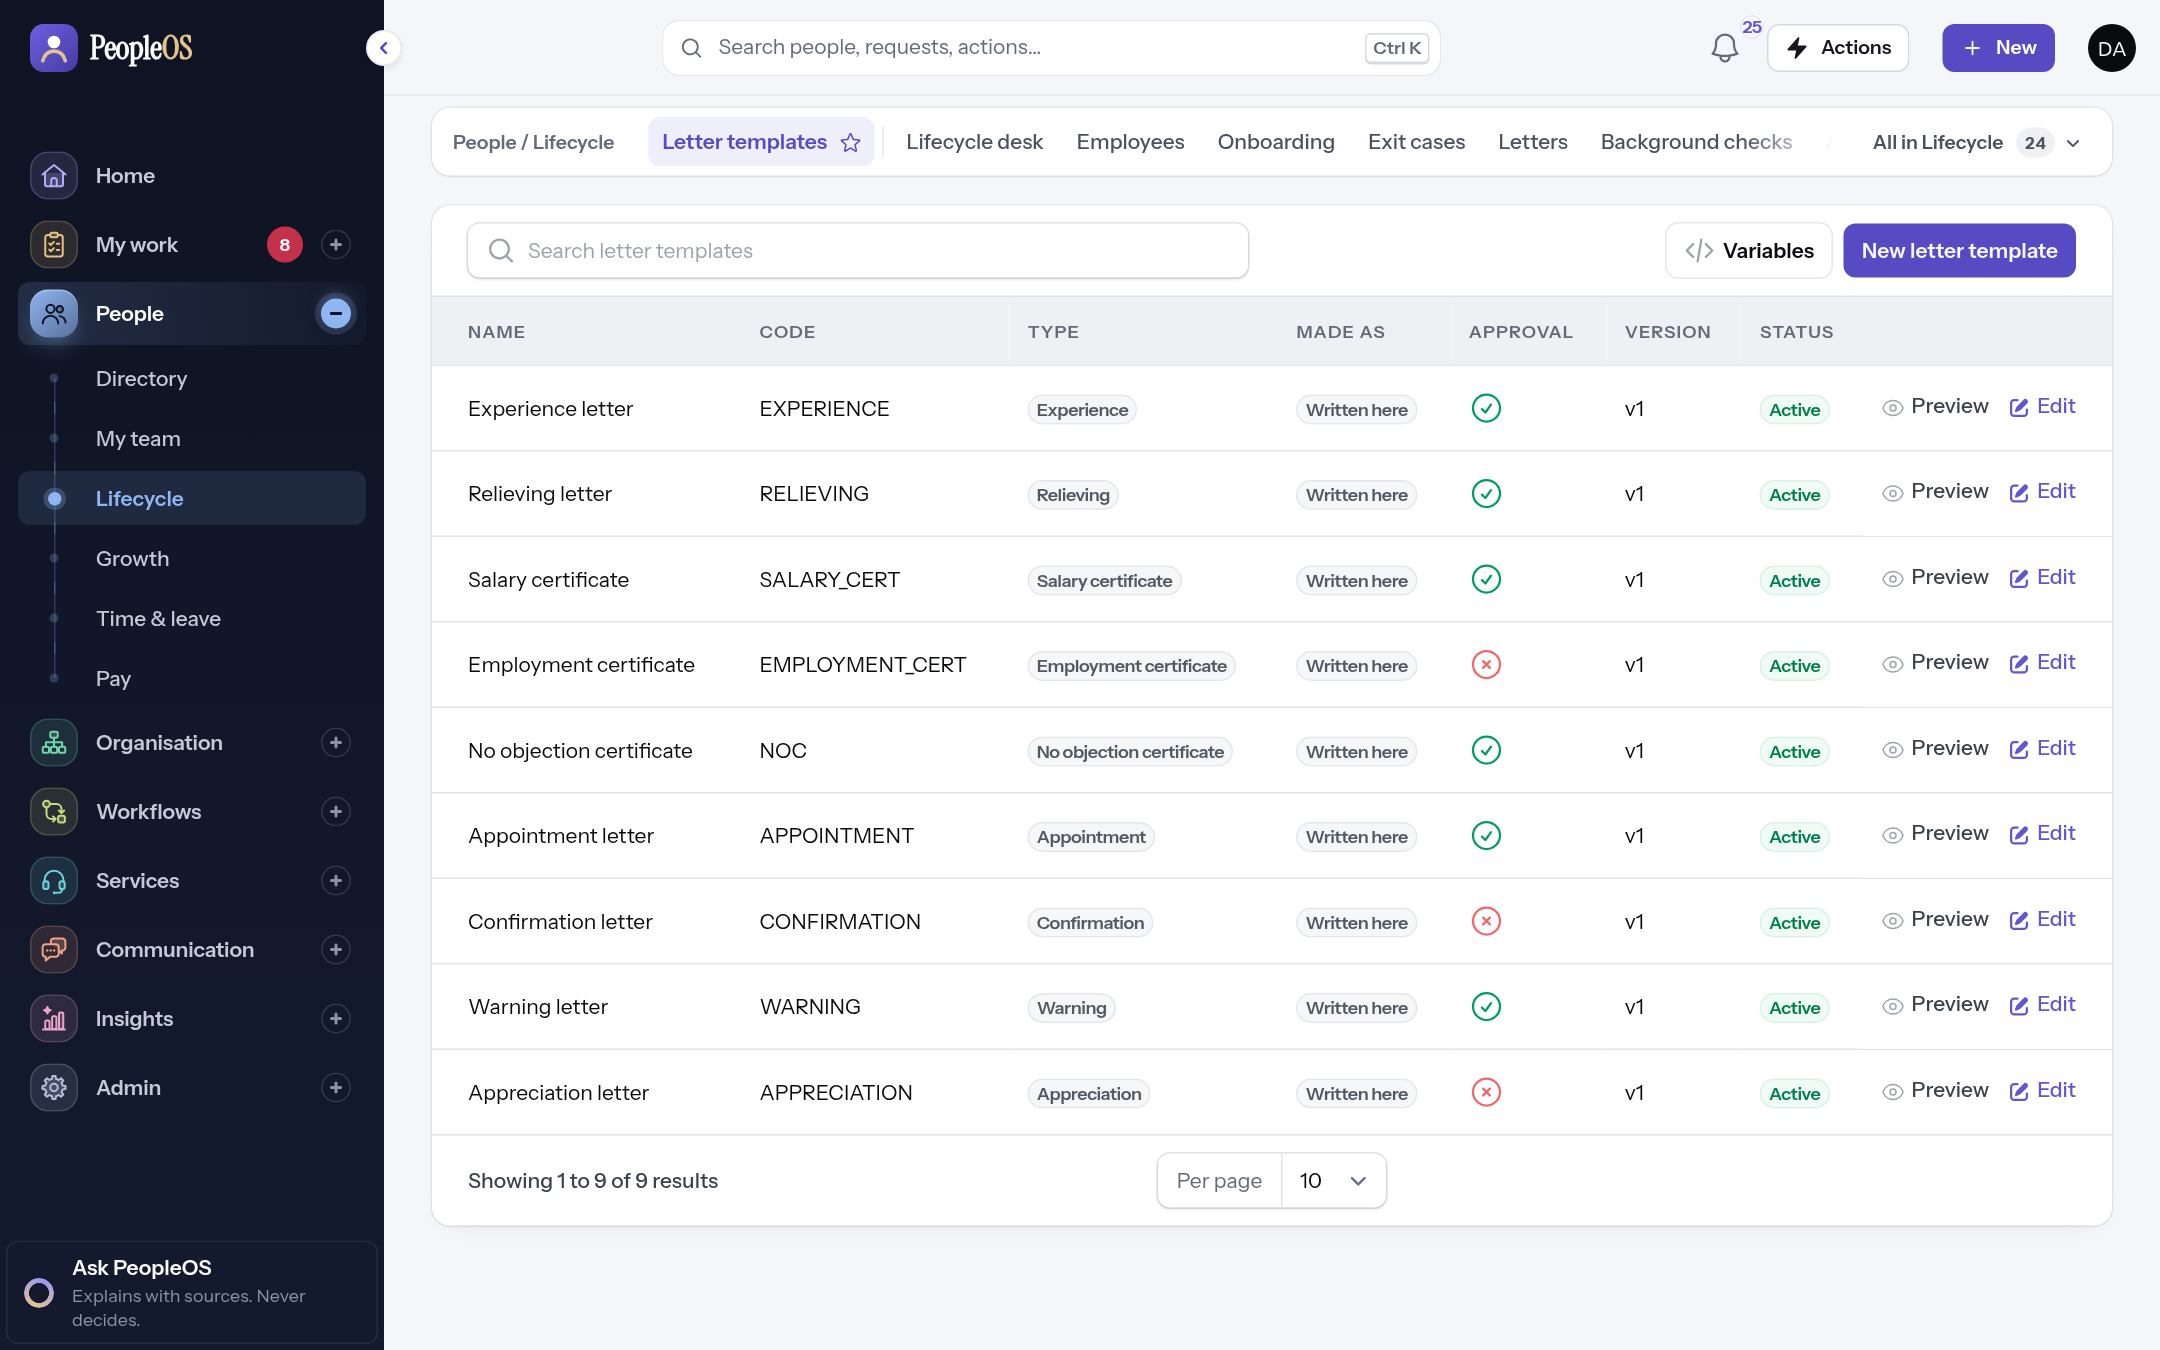 PeopleOS
Search people, requests, actions...
Ctrl K
25
Actions
New
DA
Home
My work
8
People
Directory
My team
Lifecycle
Growth
Time & leave
Pay
Organisation
Workflows
Services
Communication
Insights
Admin
Ask PeopleOS
Explains with sources. Never
decides.
People / Lifecycle
Letter templates
Lifecycle desk
Employees
Onboarding
Exit cases
Letters
Background checks
All in Lifecycle
24
Search letter templates
Variables
New letter template
NAME CODE TYPE MADE AS APPROVAL VERSION STATUS
Experience letter EXPERIENCE Experience Written here v1 Active Preview Edit
Relieving letter RELIEVING Relieving Written here v1 Active Preview Edit
Salary certificate SALARY_CERT Salary certificate Written here v1 Active Preview Edit
Employment certificate EMPLOYMENT_CERT Employment certificate Written here v1 Active Preview Edit
No objection certificate NOC No objection certificate Written here v1 Active Preview Edit
Appointment letter APPOINTMENT Appointment Written here v1 Active Preview Edit
Confirmation letter CONFIRMATION Confirmation Written here v1 Active Preview Edit
Warning letter WARNING Warning Written here v1 Active Preview Edit
Appreciation letter APPRECIATION Appreciation Written here v1 Active Preview Edit
Showing 1 to 9 of 9 results
Per page 10